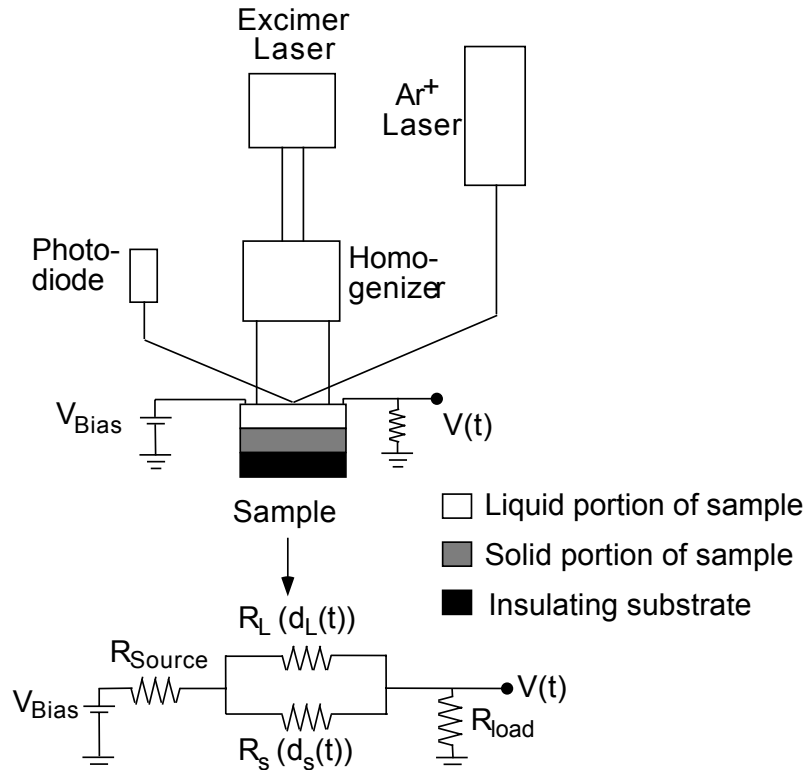 Excimer
Laser
Ar+
Laser
Photo-
diode
Homo-
genizer
VBias
V(t)
Sample
Liquid portion of sample
Solid portion of sample
Insulating substrate
RL (dL(t))
RSource
VBias
V(t)
Rload
Rs (ds(t))